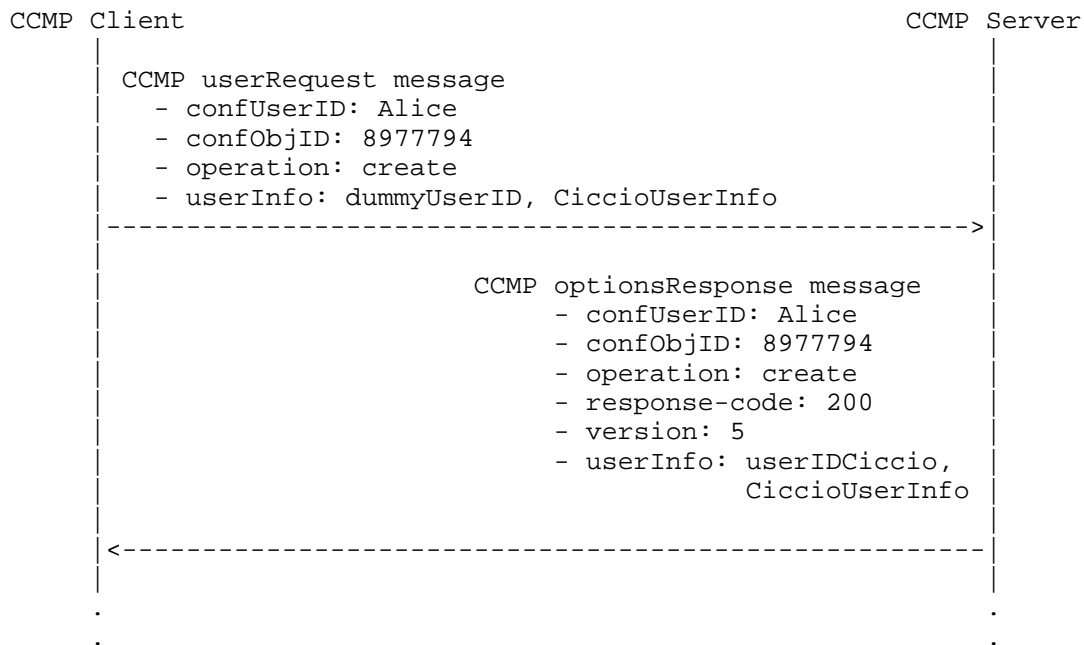 CCMP Client                                             CCMP Server
CCMP userRequest message
- confUserID: Alice
- confObjID: 8977794
- operation: create
- userInfo: dummyUserID, CiccioUserInfo
CCMP optionsResponse message
- confUserID: Alice
- confObjID: 8977794
- operation: create
- response-code: 200
- version: 5
- userInfo: userIDCiccio,
CiccioUserInfo